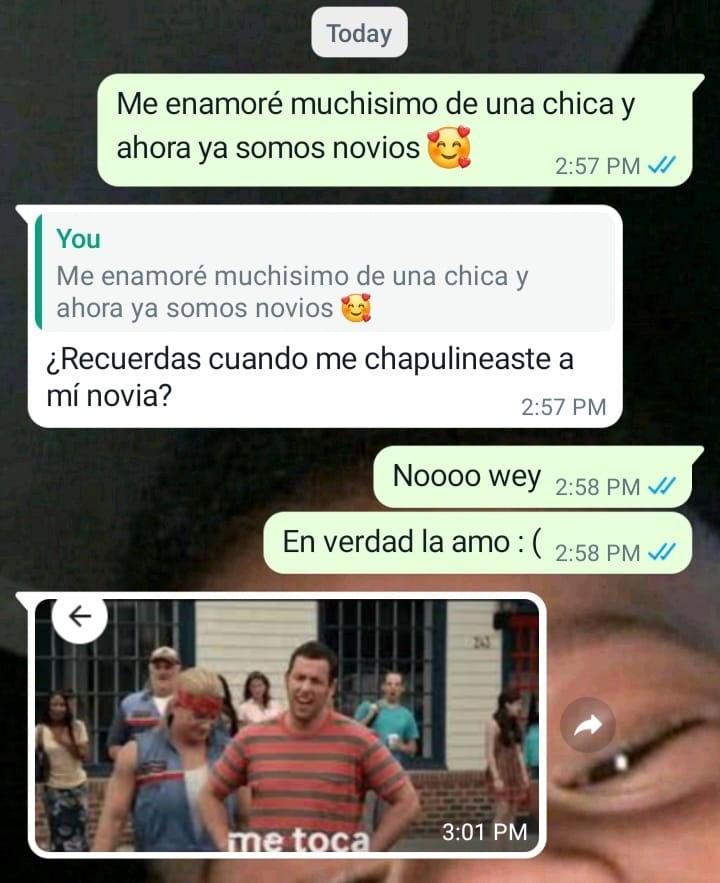 Today
Me enamoré muchisimo de una chica y
ahora ya somos novios 🥰
2:57 PM
You
Me enamoré muchisimo de una chica y
ahora ya somos novios 🥰
¿Recuerdas cuando me chapulineaste a
mí novia?
2:57 PM
Noooo wey
2:58 PM
En verdad la amo : (
2:58 PM
243
me toca
3:01 PM